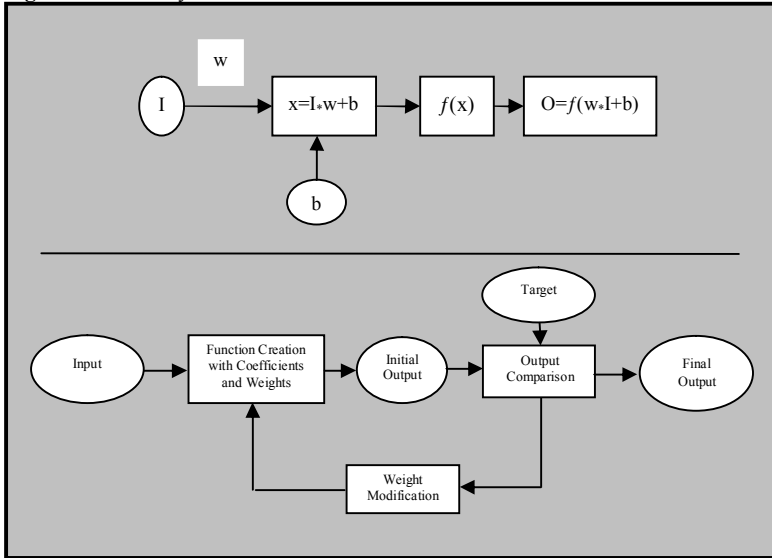 w
I
x=I*w+b
f(x)
O=f(w*I+b)
b
Target
Input
Function Creation
with Coefficients
and Weights
Initial
Output
Output
Comparison
Final
Output
Weight
Modification